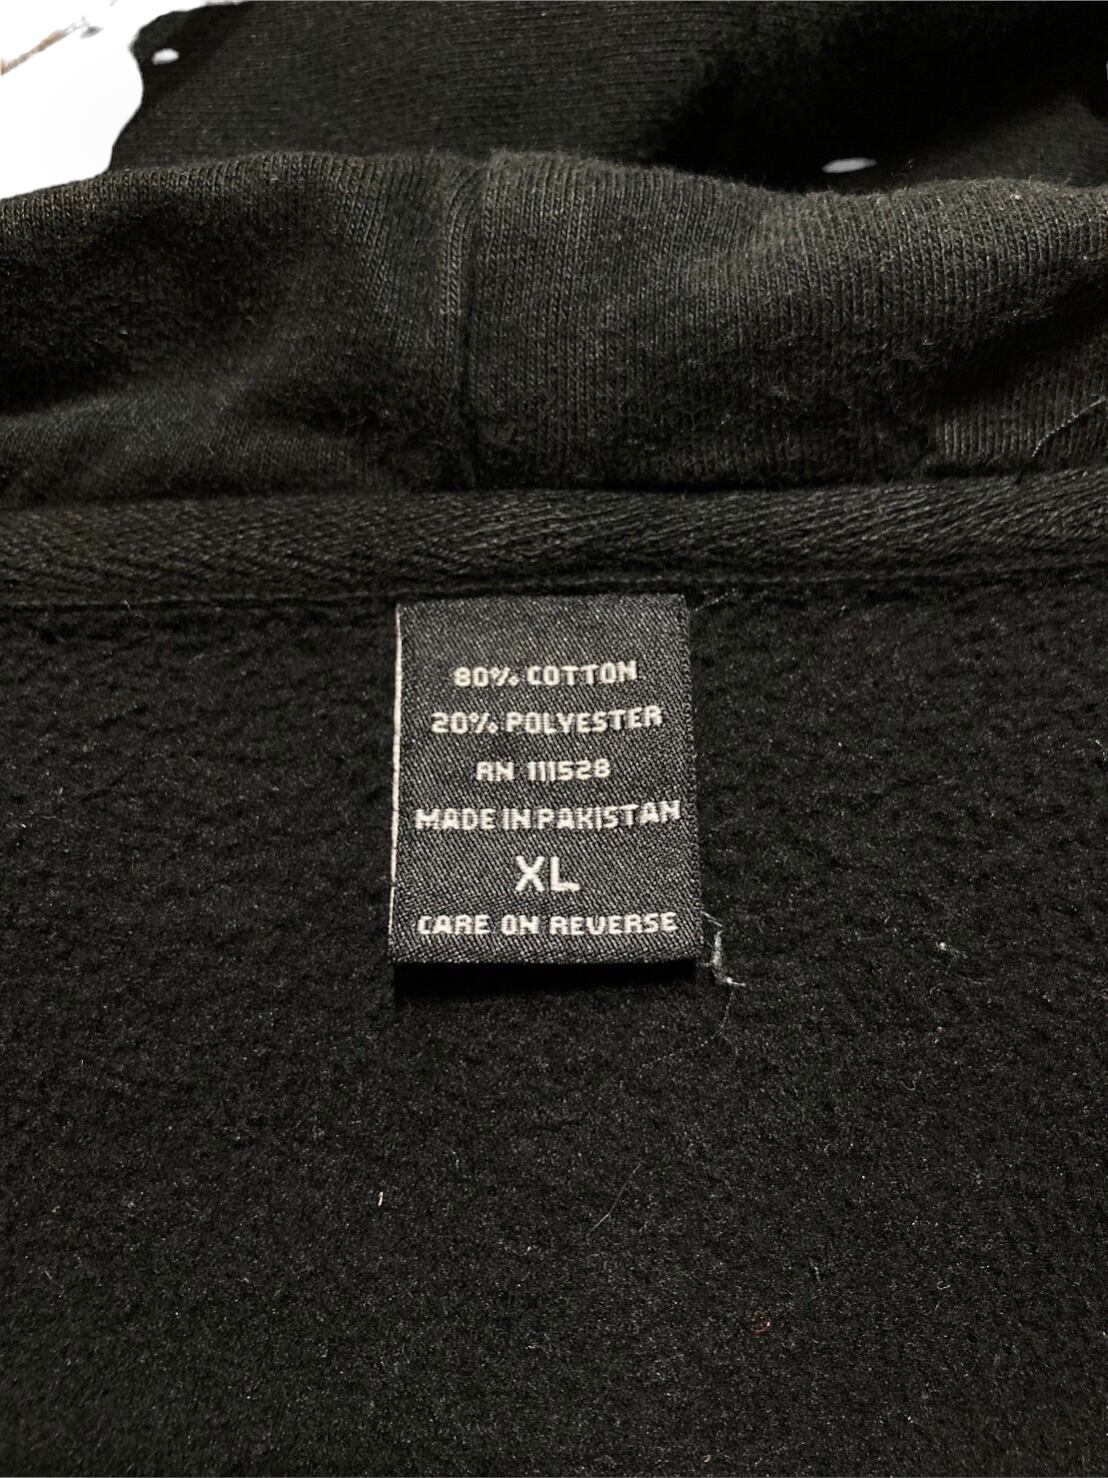 80% COTTON
20% POLYESTER
RN 111528
MADE IN PAKISTAN
XL
CARE ON REVERSE